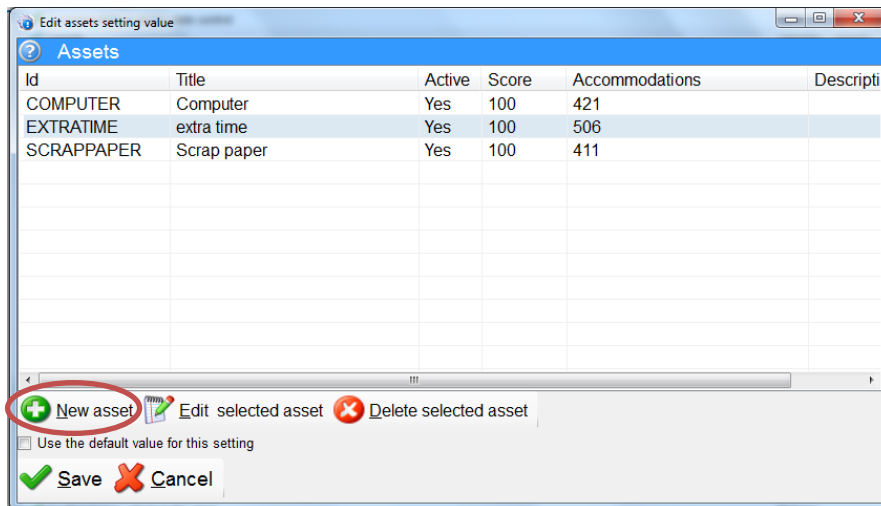 Edit assets setting value
Assets
Id Title Active Score Accommodations Descripti
COMPUTER Computer Yes 100 421
EXTRATIME extra time Yes 100 506
SCRAPPAPER Scrap paper Yes 100 411
New asset Edit selected asset Delete selected asset
Use the default value for this setting
Save Cancel